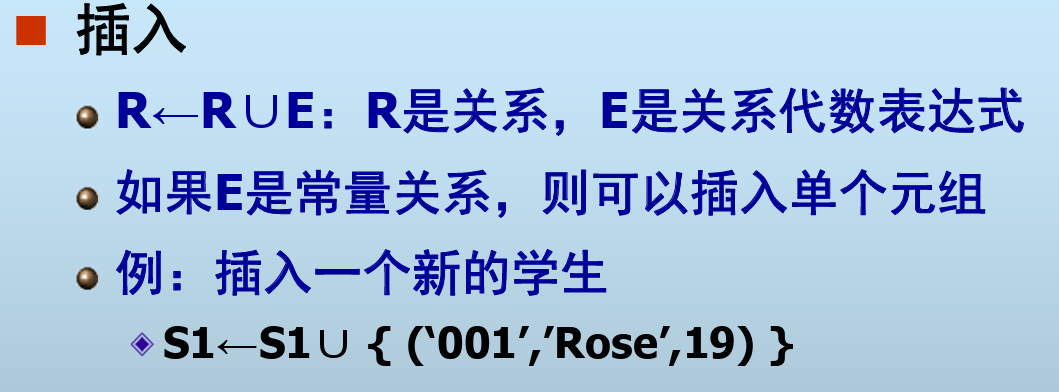 插入
R←R∪E：R是关系，E是关系代数表达式
如果E是常量关系，则可以插入单个元组
例：插入一个新的学生
S1←S1∪ { (‘001’,’Rose’,19) }